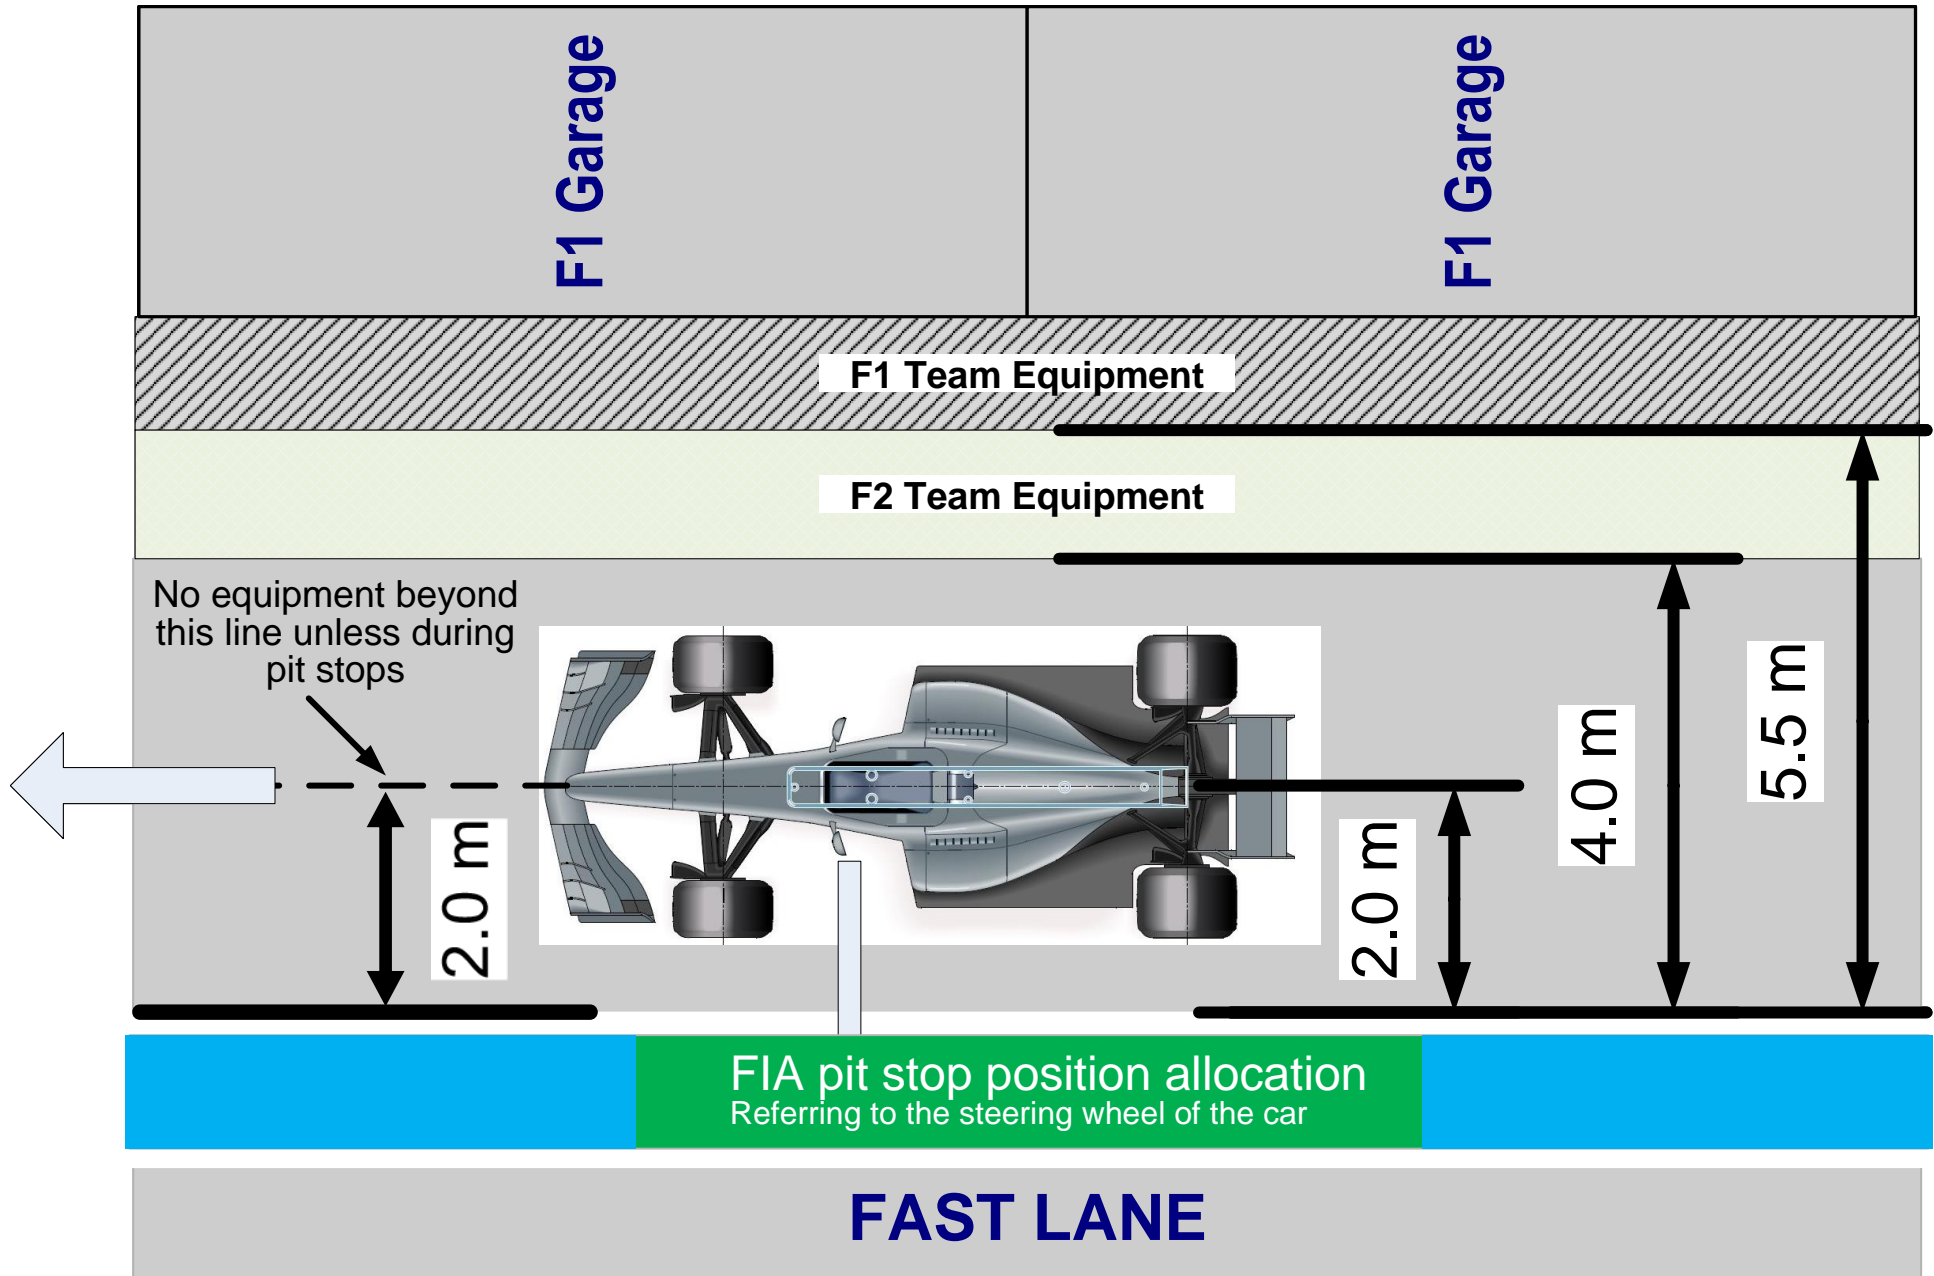 F1 Garage
F1 Garage
F1 Team Equipment
F2 Team Equipment
No equipment beyond
this line unless during
pit stops
2.0 m
2.0 m
4.0 m
5.5 m
FIA pit stop position allocation
Referring to the steering wheel of the car
FAST LANE